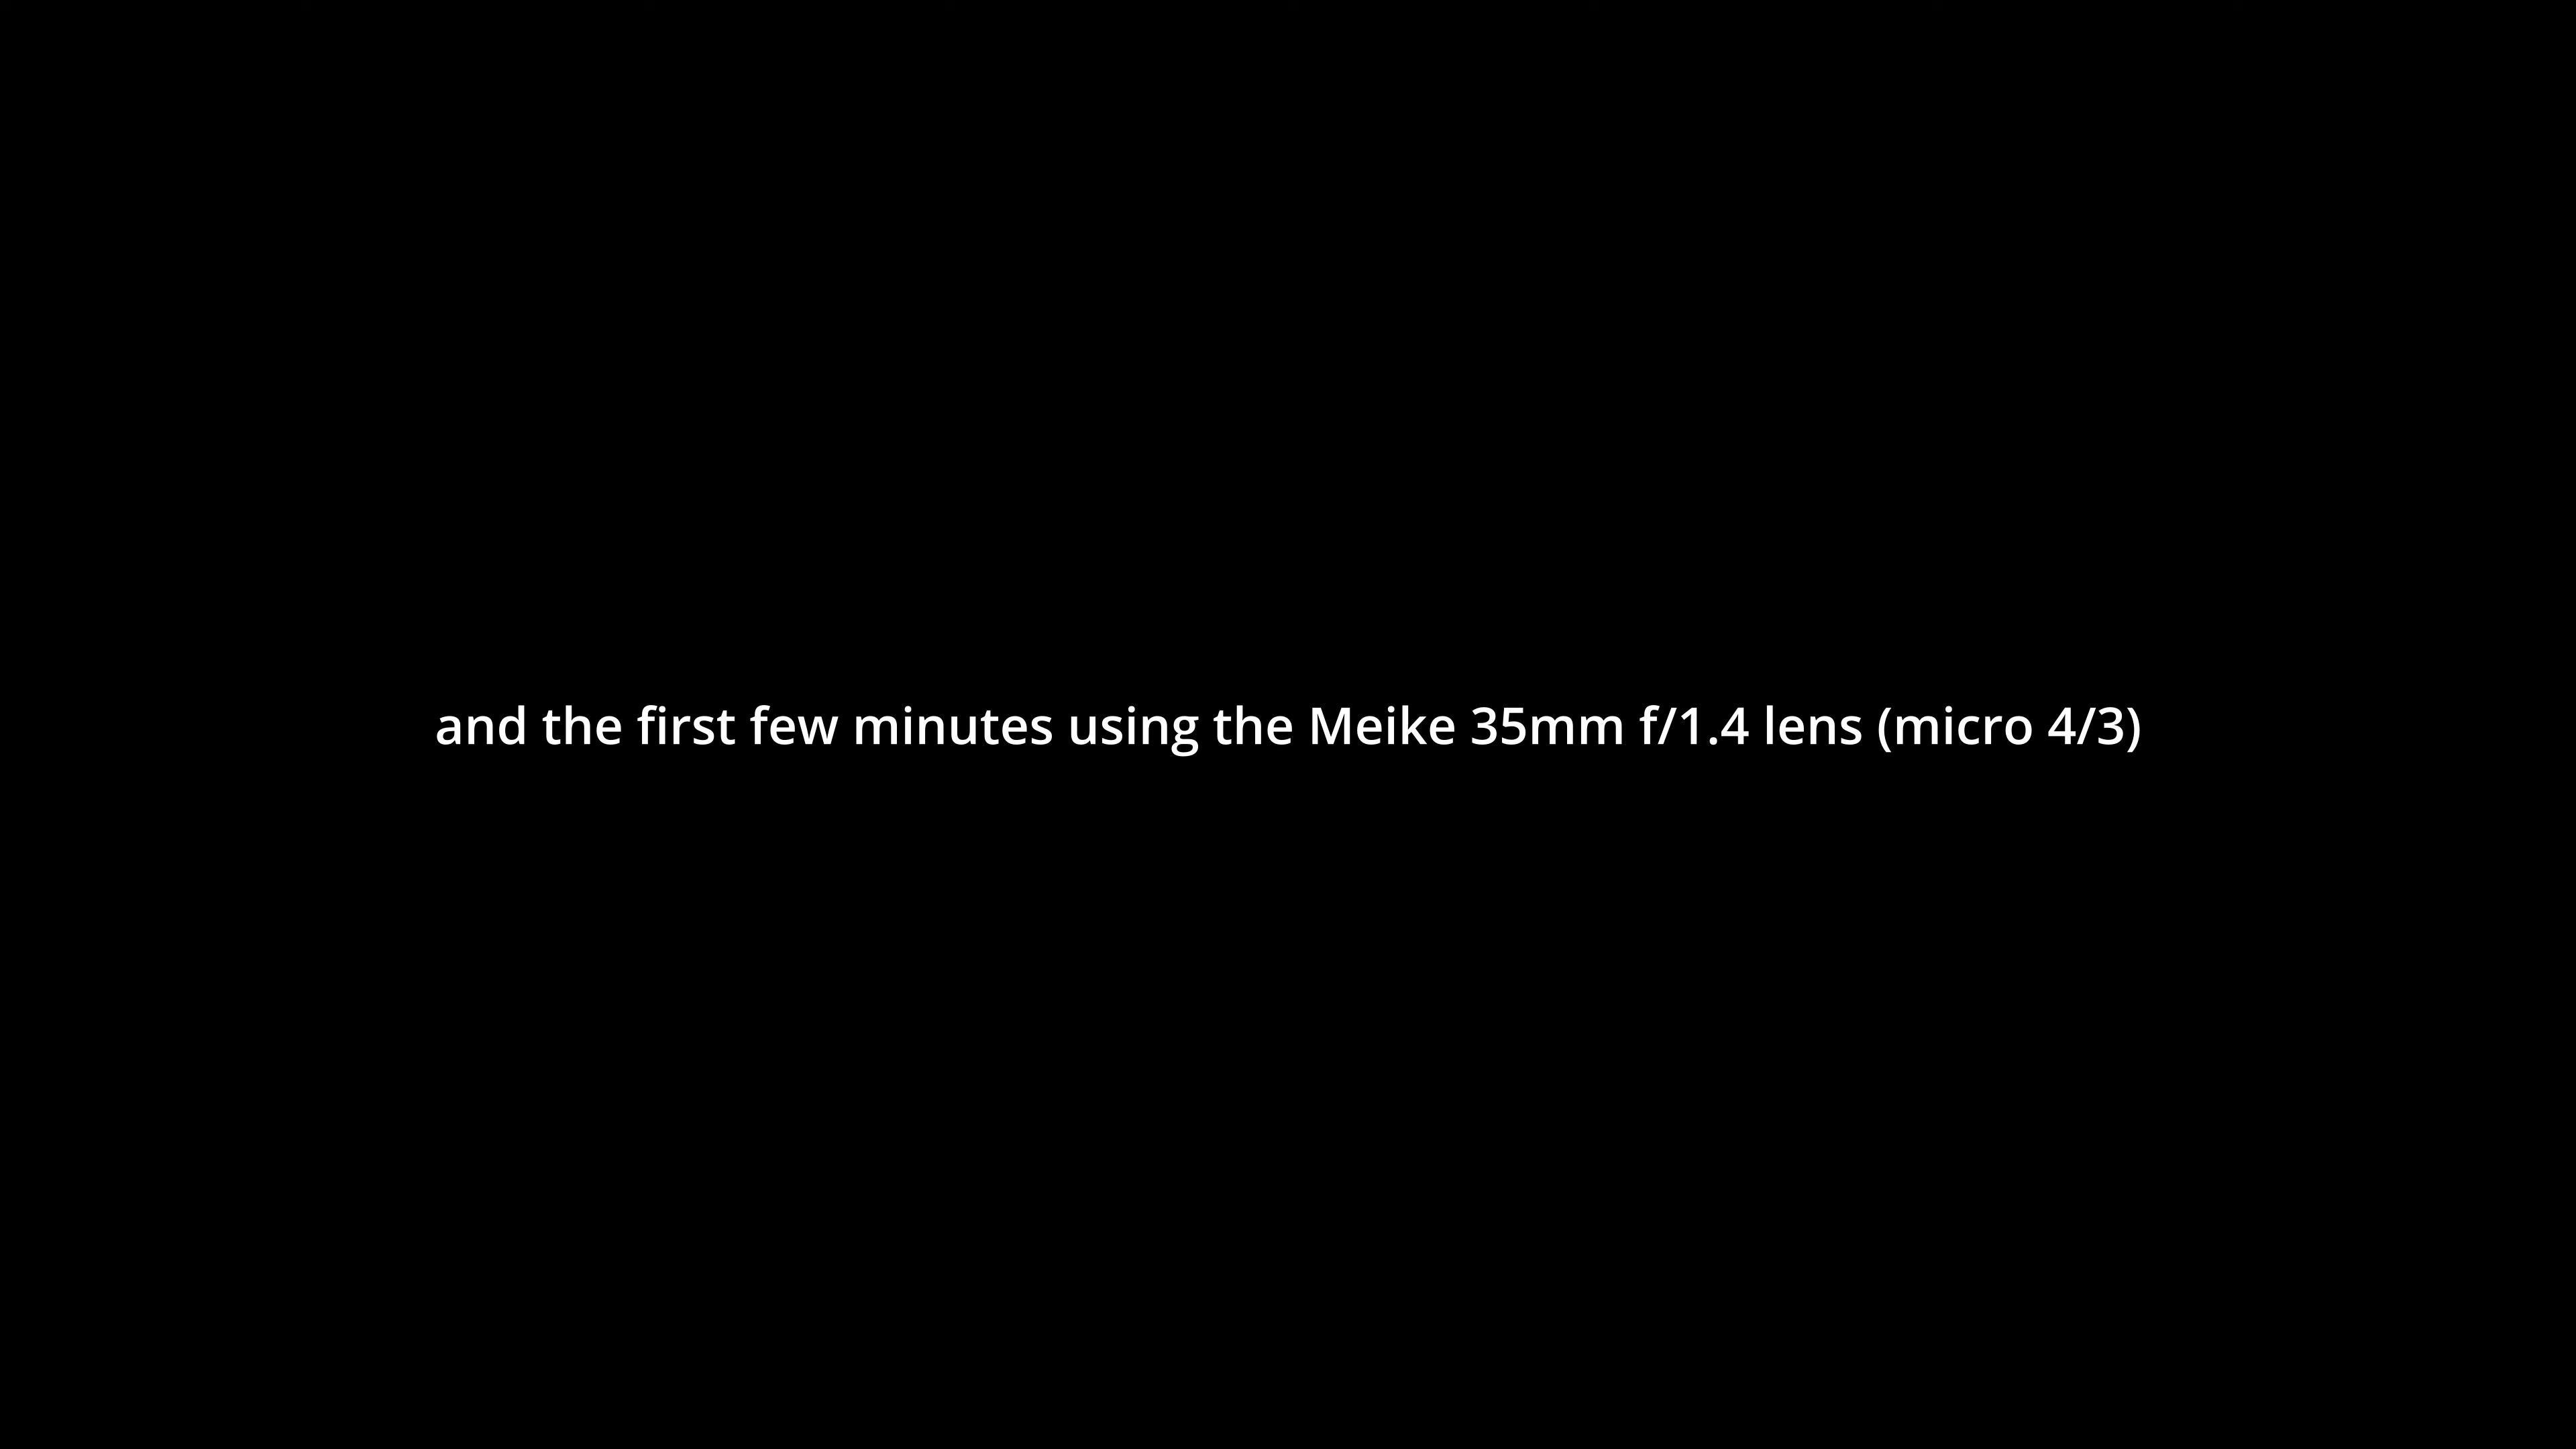 and the first few minutes using the Meike 35mm f/1.4 lens (micro 4/3)